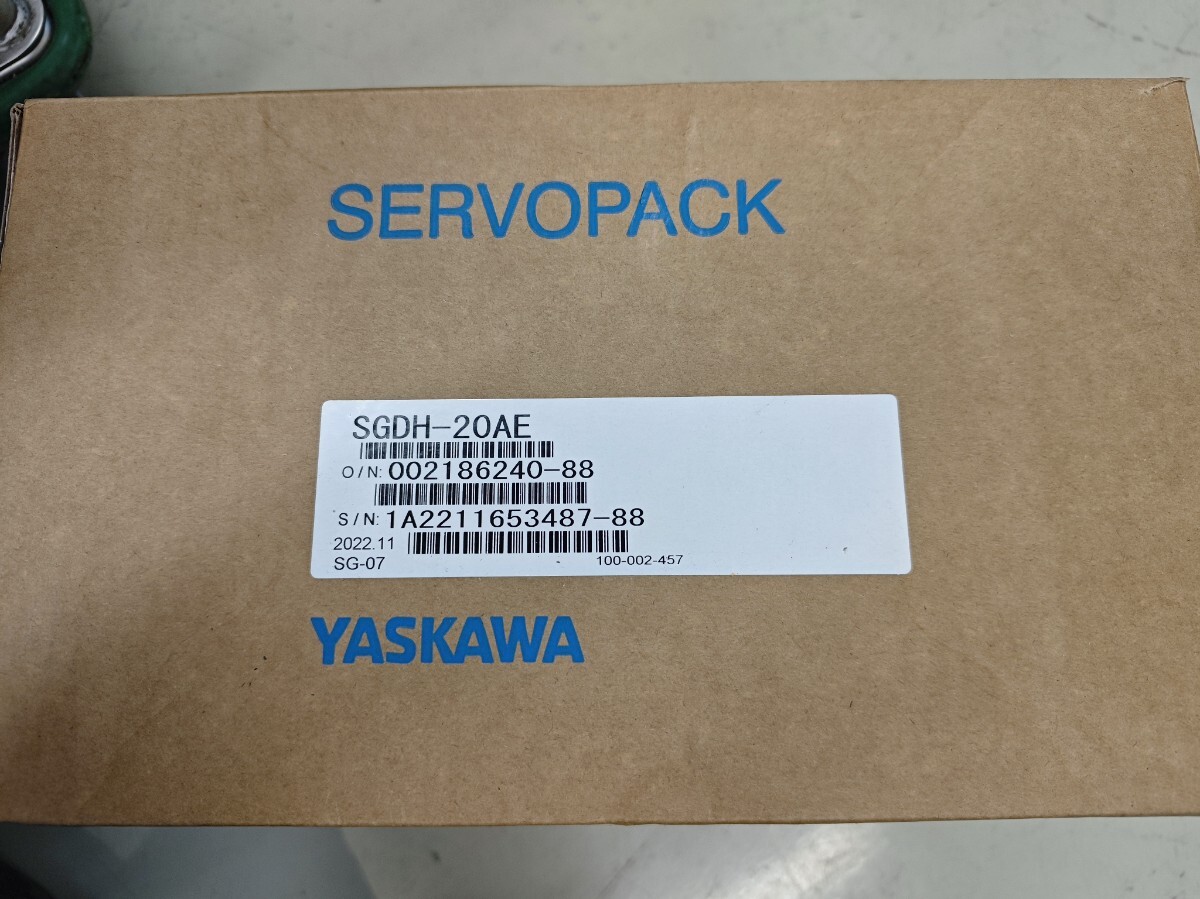 SERVOPACK
SGDH-20AE
O/N: 002186240-88
S/N: 1A2211653487-88
2022.11
SG-07 100-002-457
YASKAWA